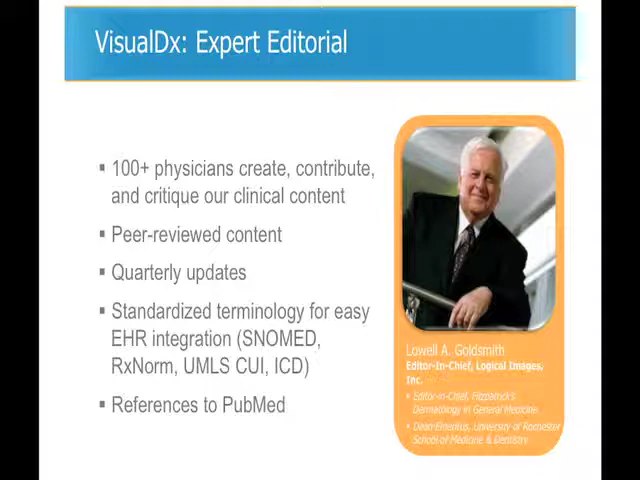 VisualDx: Expert Editorial
▪ 100+ physicians create, contribute,
and critique our clinical content
▪ Peer-reviewed content
▪ Quarterly updates
▪ Standardized terminology for easy
EHR integration (SNOMED,
RxNorm, UMLS CUI, ICD)
▪ References to PubMed
Lowell A. Goldsmith
Editor-In-Chief, Logical Images,
Inc.
• Editor-in-Chief, Fitzpatrick's
Dermatology in General Medicine
• Dean Emeritus, University of Rochester
School of Medicine & Dentistry